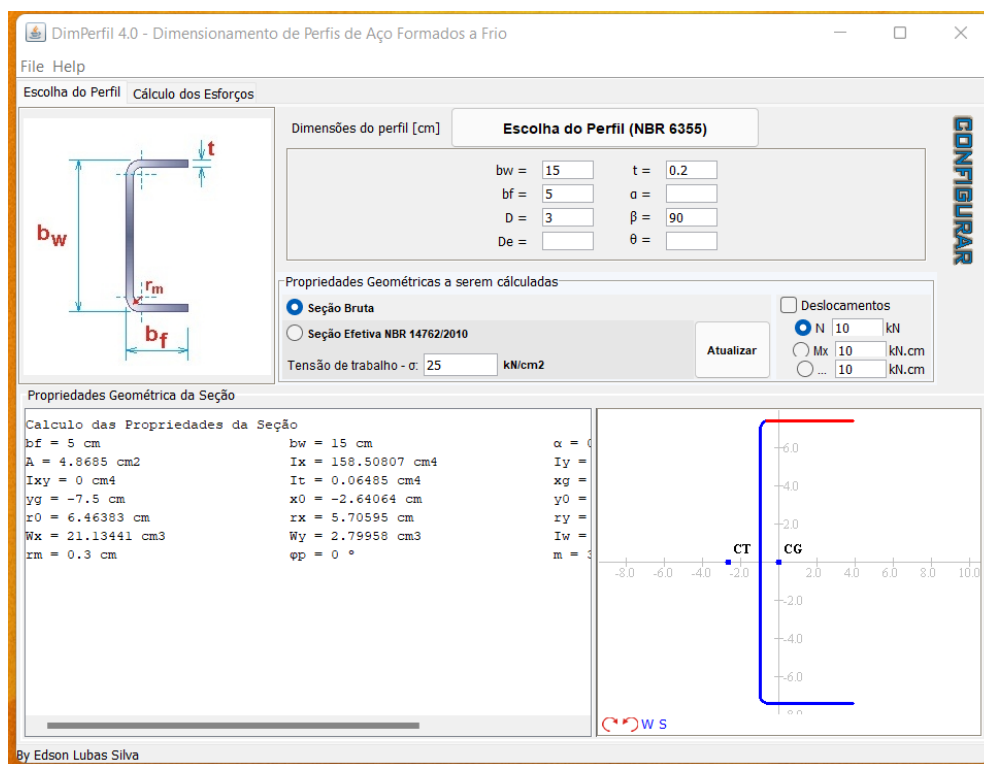 DimPerfil 4.0 - Dimensionamento de Perfis de Aço Formados a Frio
File Help
Escolha do Perfil Cálculo dos Esforços
t
bw
rm
bf
Dimensões do perfil [cm] Escolha do Perfil (NBR 6355)
bw = 15 t = 0.2
bf = 5 α =
D = 3 β = 90
De = θ =
CONFIGURAR
Propriedades Geométricas a serem cálculadas
Seção Bruta
Seção Efetiva NBR 14762/2010
Tensão de trabalho - σ: 25 kN/cm2
Atualizar
Deslocamentos
N 10 kN
Mx 10 kN.cm
... 10 kN.cm
Propriedades Geométrica da Seção
Calculo das Propriedades da Seção
bf = 5 cm bw = 15 cm α =
A = 4.8685 cm2 Ix = 158.50807 cm4 Iy =
Ixy = 0 cm4 It = 0.06485 cm4 xg =
yg = -7.5 cm x0 = -2.64064 cm y0 =
r0 = 6.46383 cm rx = 5.70595 cm ry =
Wx = 21.13441 cm3 Wy = 2.79958 cm3 Iw =
rm = 0.3 cm φp = 0 ° m =
6.0
4.0
2.0
CT CG
-8.0 -6.0 -4.0 -2.0 2.0 4.0 6.0 8.0 10.0
-2.0
-4.0
-6.0
W S
By Edson Lubas Silva